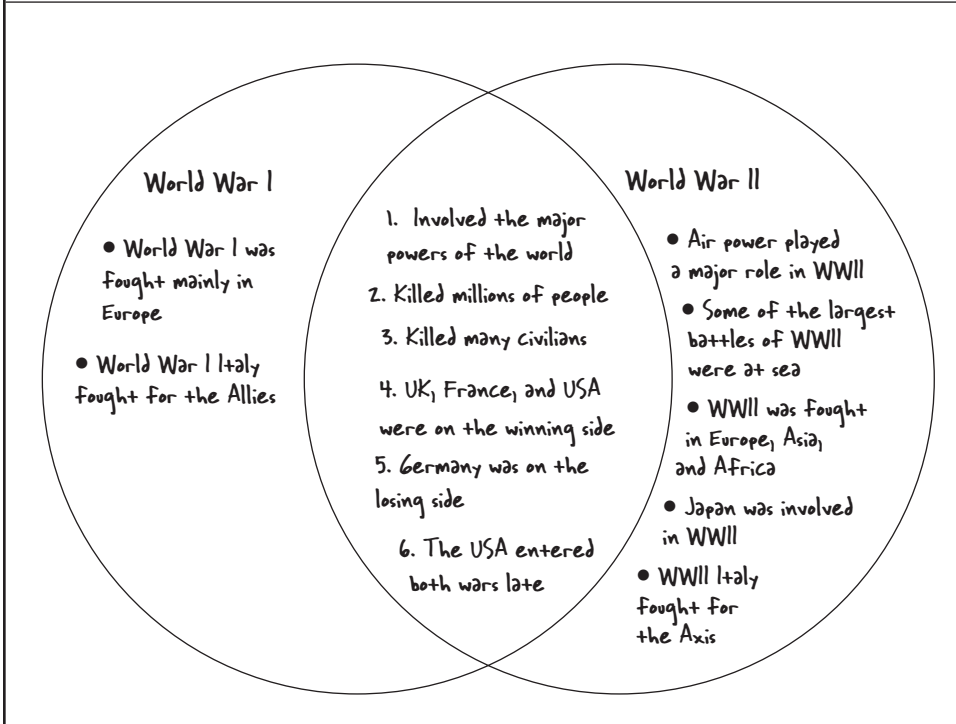 World War I
• World War I was
fought mainly in
Europe
• World War I Italy
fought for the Allies
1. Involved the major
powers of the world
2. Killed millions of people
3. Killed many civilians
4. UK, France, and USA
were on the winning side
5. Germany was on the
losing side
6. The USA entered
both wars late
World War II
• Air power played
a major role in WWII
• Some of the largest
battles of WWII
were at sea
• WWII was fought
in Europe, Asia,
and Africa
• Japan was involved
in WWII
• WWII Italy
fought for
the Axis